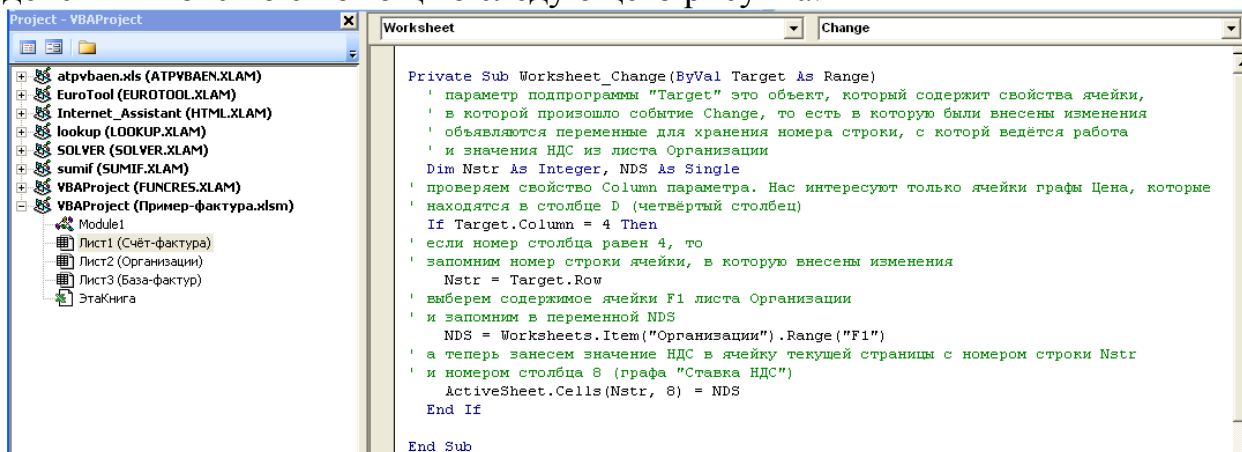 Project - VBAProject
Worksheet
Change
atpvbaen.xls (ATPVBAEN.XLAM)
EuroTool (EUROTOOL.XLAM)
Internet_Assistant (HTML.XLAM)
lookup (LOOKUP.XLAM)
SOLVER (SOLVER.XLAM)
sumif (SUMIF.XLAM)
VBAProject (FUNCRES.XLAM)
VBAProject (Пример-фактура.xlsm)
Module1
Лист1 (Счёт-фактура)
Лист2 (Организации)
Лист3 (База-фактур)
ЭтаКнига
Private Sub Worksheet_Change(ByVal Target As Range)
' параметр подпрограммы "Target" это объект, который содержит свойства ячейки,
' в которой произошло событие Change, то есть в которую были внесены изменения
' объявляются переменные для хранения номера строки, с которй ведётся работа
' и значения НДС из листа Организации
Dim Nstr As Integer, NDS As Single
' проверяем свойство Column параметра. Нас интересуют только ячейки графы Цена, которые
' находятся в столбце D (четвёртый столбец)
If Target.Column = 4 Then
' если номер столбца равен 4, то
' запомним номер строки ячейки, в которую внесены изменения
Nstr = Target.Row
' выберем содержимое ячейки F1 листа Организации
' и запомним в переменной NDS
NDS = Worksheets.Item("Организации").Range("F1")
' а теперь занесем значение НДС в ячейку текущей страницы с номером строки Nstr
' и номером столбца 8 (графа "Ставка НДС")
ActiveSheet.Cells(Nstr, 8) = NDS
End If
End Sub